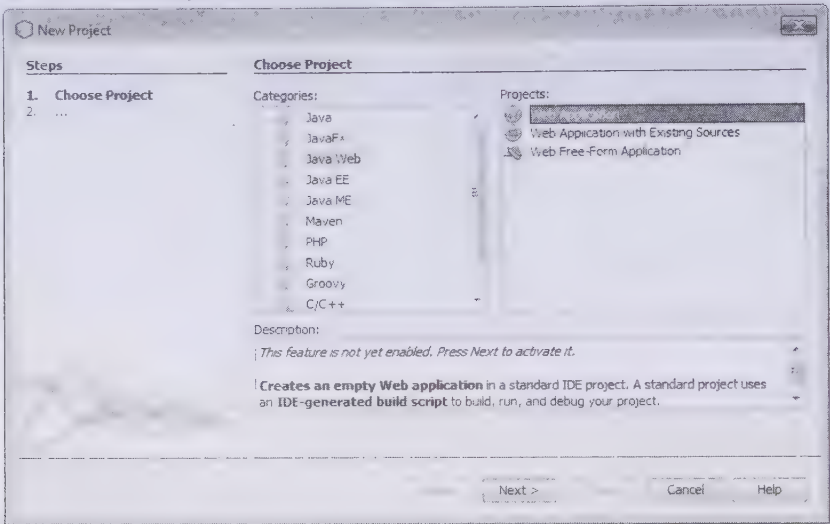 New Project
Steps
1. Choose Project
2. ...
Choose Project
Categories:
Java
JavaFx
Java Web
Java EE
Java ME
Maven
PHP
Ruby
Groovy
C/C++
Projects:
Web Application with Existing Sources
Web Free-Form Application
Description:
This feature is not yet enabled. Press Next to activate it.
Creates an empty Web application in a standard IDE project. A standard project uses
an IDE-generated build script to build, run, and debug your project.
Next >
Cancel
Help